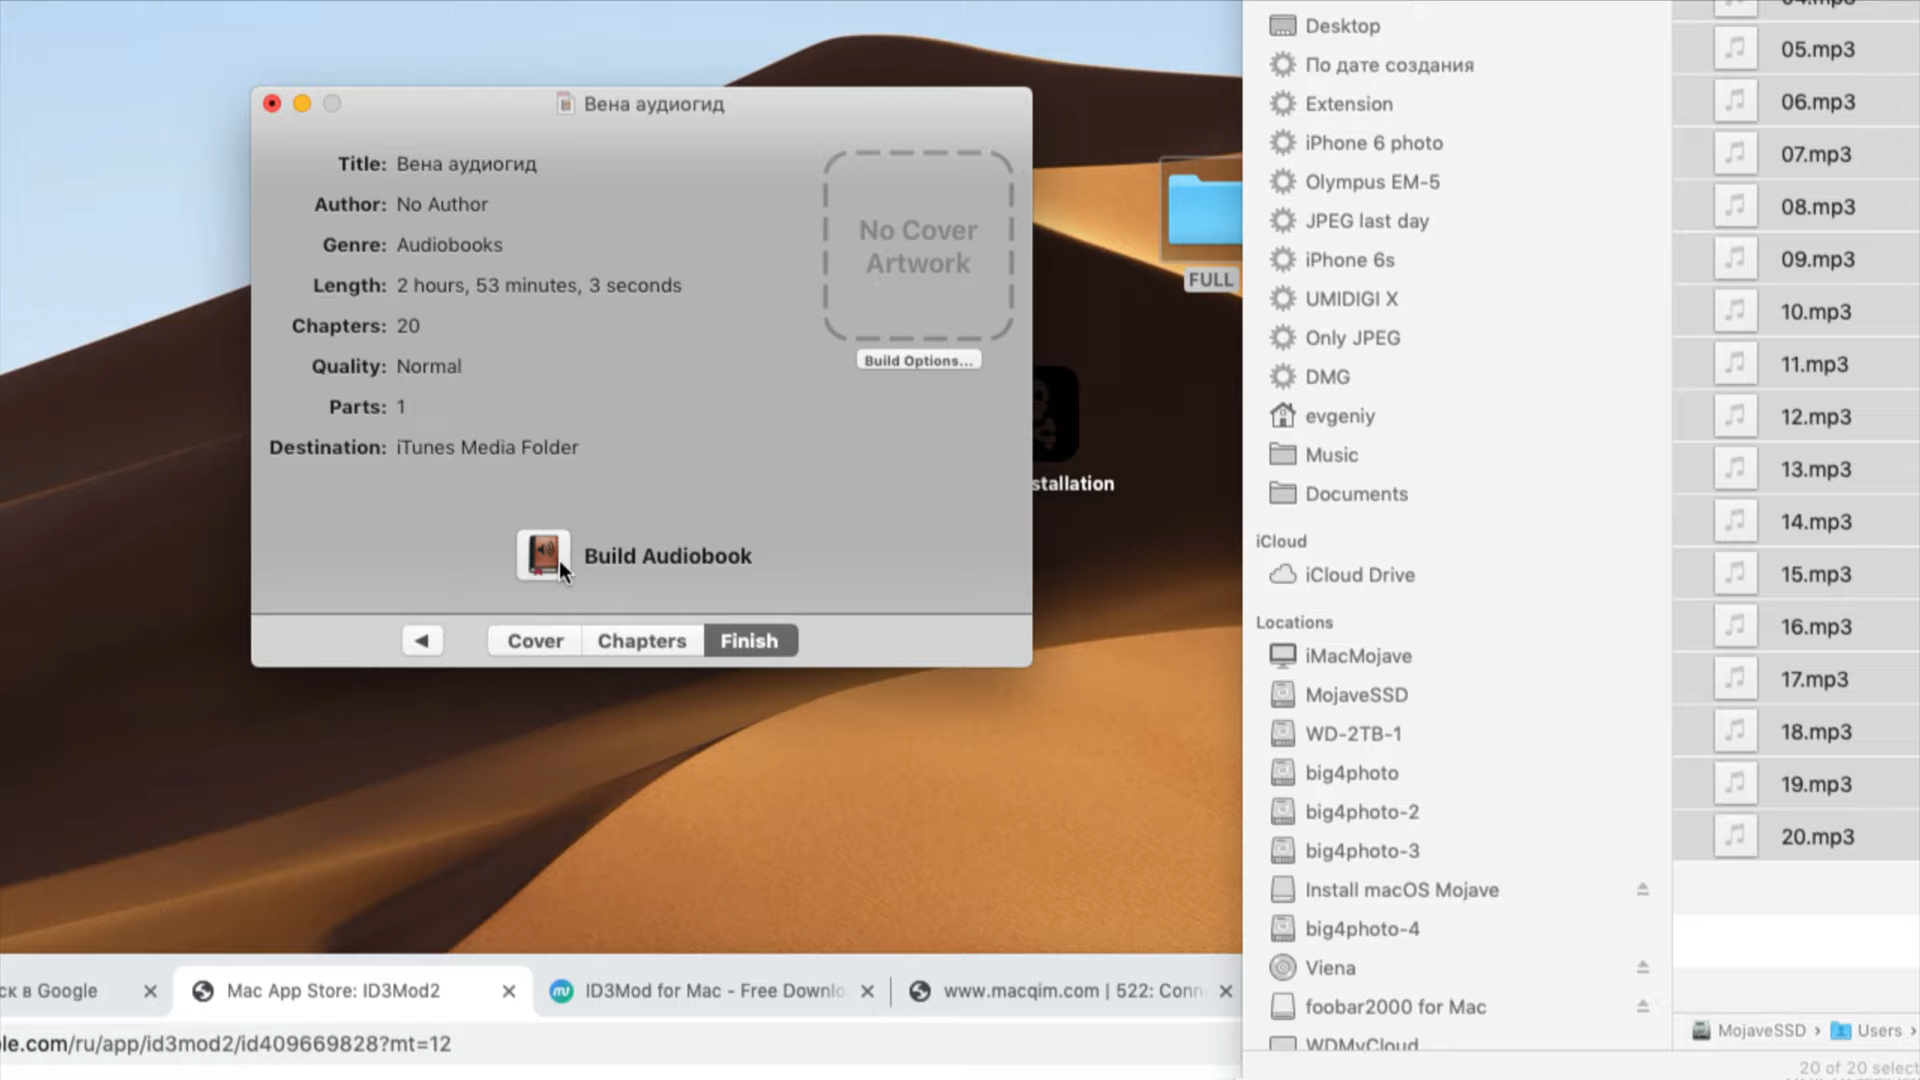 Вена аудиогид
Title: Вена аудиогид
Author: No Author
Genre: Audiobooks
Length: 2 hours, 53 minutes, 3 seconds
Chapters: 20
Quality: Normal
Parts: 1
Destination: iTunes Media Folder
No Cover
Artwork
Build Options...
Build Audiobook
◀
Cover
Chapters
Finish
FULL
stallation
Desktop
По дате создания
Extension
iPhone 6 photo
Olympus EM-5
JPEG last day
iPhone 6s
UMIDIGI X
Only JPEG
DMG
evgeniy
Music
Documents
iCloud
iCloud Drive
Locations
iMacMojave
MojaveSSD
WD-2TB-1
big4photo
big4photo-2
big4photo-3
Install macOS Mojave
big4photo-4
Viena
foobar2000 for Mac
WDMyCloud
04.mp3
05.mp3
06.mp3
07.mp3
08.mp3
09.mp3
10.mp3
11.mp3
12.mp3
13.mp3
14.mp3
15.mp3
16.mp3
17.mp3
18.mp3
19.mp3
20.mp3
MojaveSSD › Users ›
20 of 20 select
ск в Google
Mac App Store: ID3Mod2
ID3Mod for Mac - Free Downlo
www.macqim.com | 522: Conn
le.com/ru/app/id3mod2/id409669828?mt=12